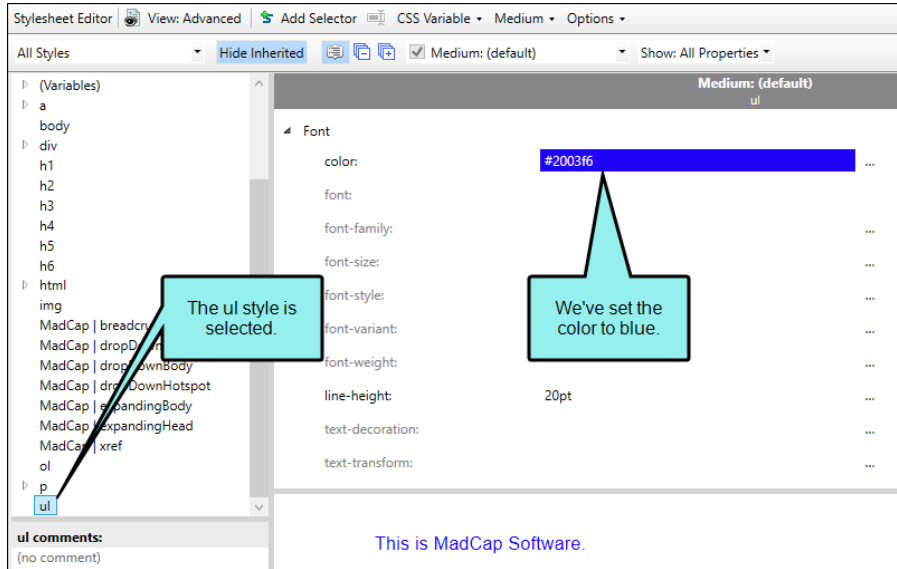 Stylesheet Editor View: Advanced Add Selector CSS Variable Medium Options
All Styles Hide Inherited Medium: (default) Show: All Properties
(Variables)
a
body
div
h1
h2
h3
h4
h5
h6
html
img
MadCap | breadcru
MadCap | dropD
MadCap | dropDownBody
MadCap | dropDownHotspot
MadCap | expandingBody
MadCap | expandingHead
MadCap | xref
ol
p
ul
ul comments:
(no comment)
The ul style is
selected.
Medium: (default)
ul
Font
color: #2003f6 ...
font:
font-family: ...
font-size: ...
font-style: ...
font-variant: ...
font-weight: ...
line-height: 20pt ...
text-decoration: ...
text-transform: ...
We've set the
color to blue.
This is MadCap Software.